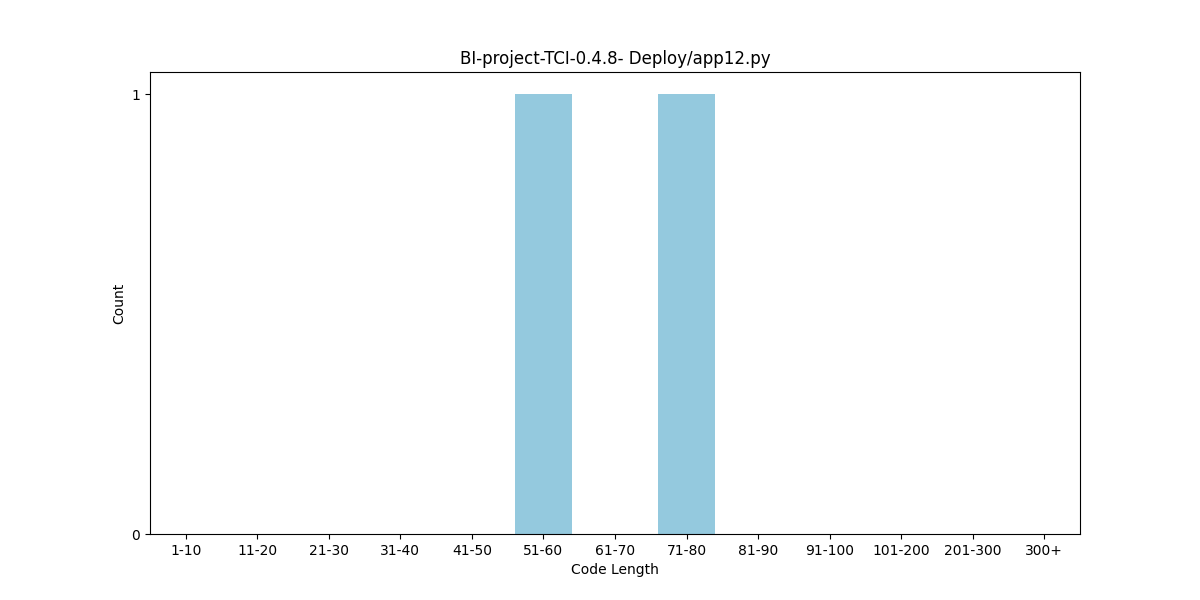 BI-project-TCI-0.4.8- Deploy/app12.py
1
Count
0
1-10 11-20 21-30 31-40 41-50 51-60 61-70 71-80 81-90 91-100 101-200 201-300 300+
Code Length